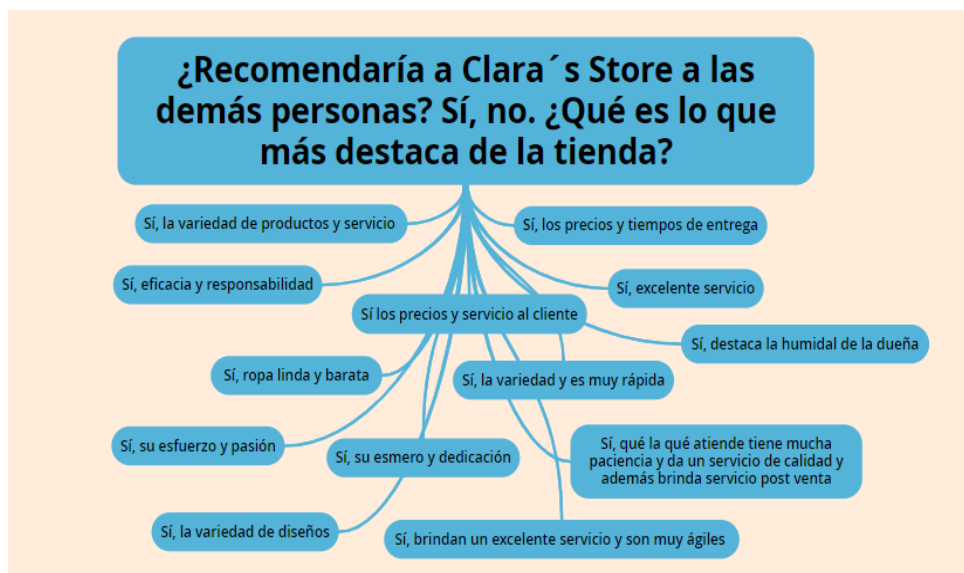 ¿Recomendaría a Clara´s Store a las
demás personas? Sí, no. ¿Qué es lo que
más destaca de la tienda?
Sí, la variedad de productos y servicio
Sí, los precios y tiempos de entrega
Sí, eficacia y responsabilidad
Sí, excelente servicio
Sí los precios y servicio al cliente
Sí, destaca la humidal de la dueña
Sí, ropa linda y barata
Sí, la variedad y es muy rápida
Sí, su esfuerzo y pasión
Sí, su esmero y dedicación
Sí, qué la qué atiende tiene mucha
paciencia y da un servicio de calidad y
además brinda servicio post venta
Sí, la variedad de diseños
Sí, brindan un excelente servicio y son muy ágiles